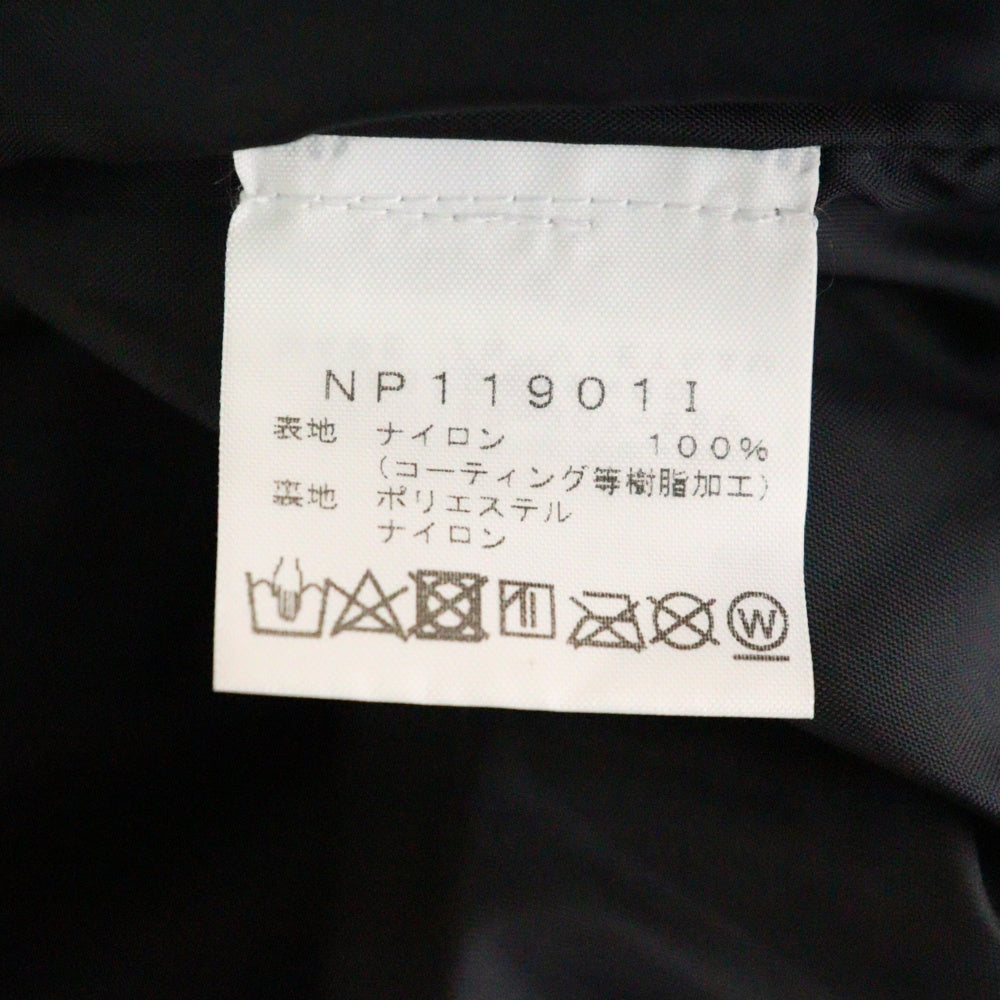 NP11901I
表地 ナイロン 100%
(コーティング等樹脂加工)
裏地 ポリエステル
ナイロン
W